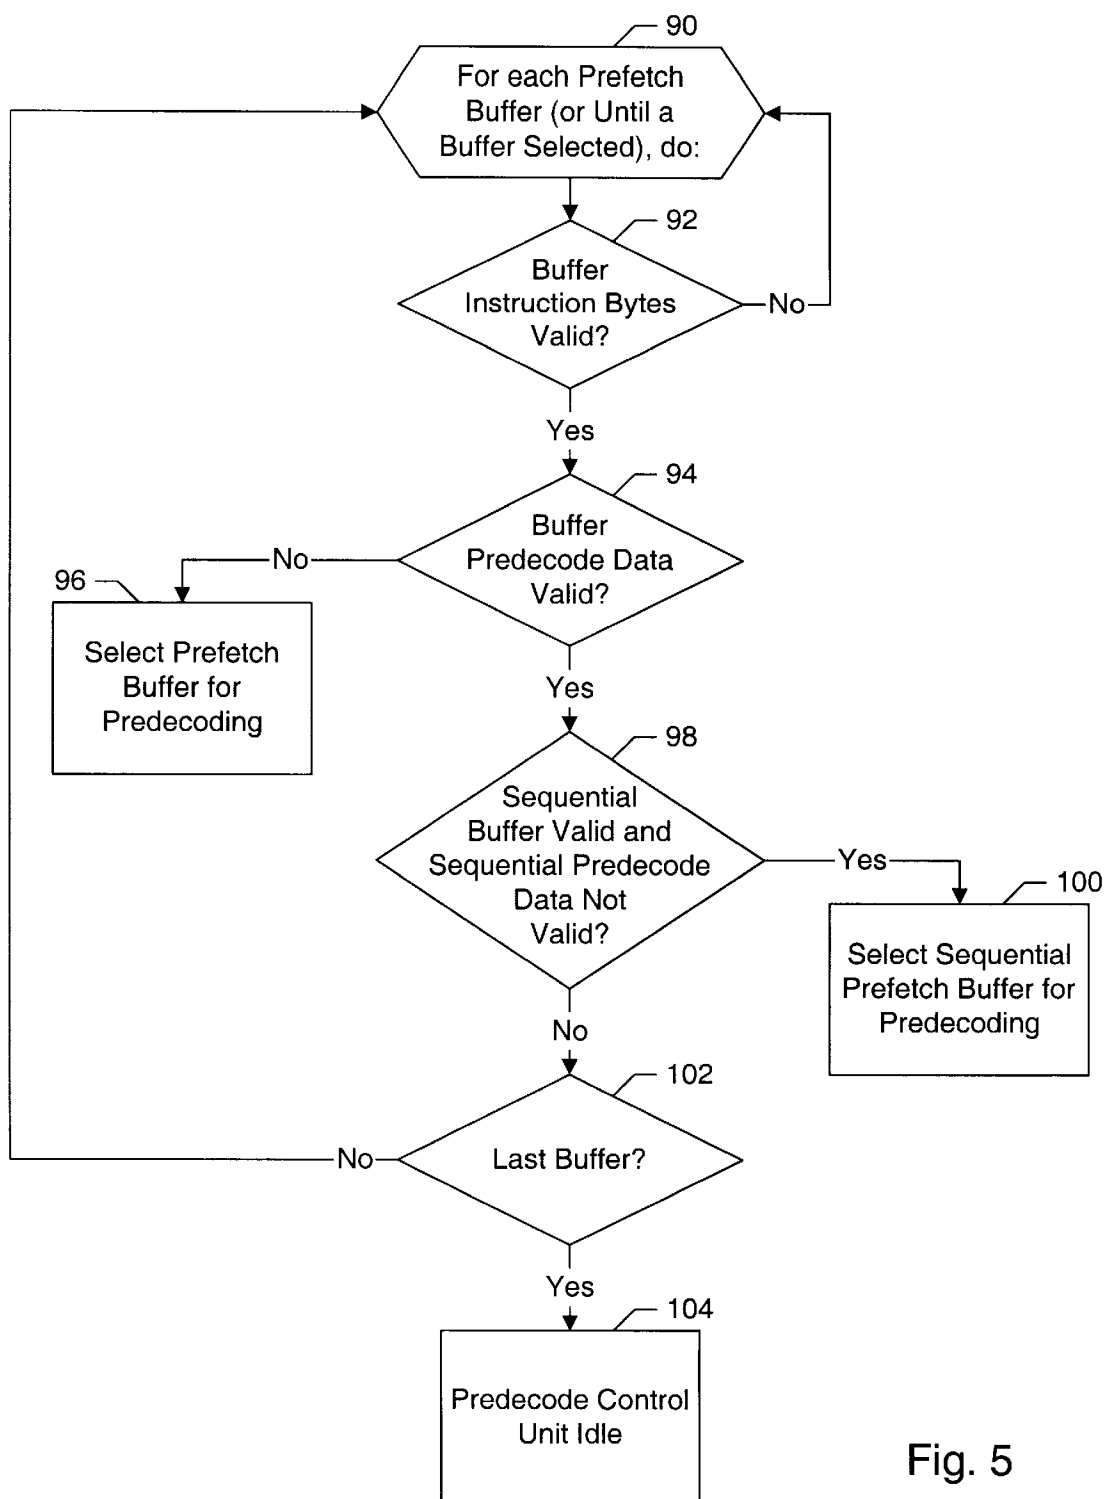 90
For each Prefetch
Buffer (or Until a
Buffer Selected), do:
92
Buffer
Instruction Bytes
Valid?
No
Yes
94
Buffer
Predecode Data
Valid?
No
96
Select Prefetch
Buffer for
Predecoding
Yes
98
Sequential
Buffer Valid and
Sequential Predecode
Data Not
Valid?
Yes
100
Select Sequential
Prefetch Buffer for
Predecoding
No
102
Last Buffer?
No
Yes
104
Predecode Control
Unit Idle
Fig. 5